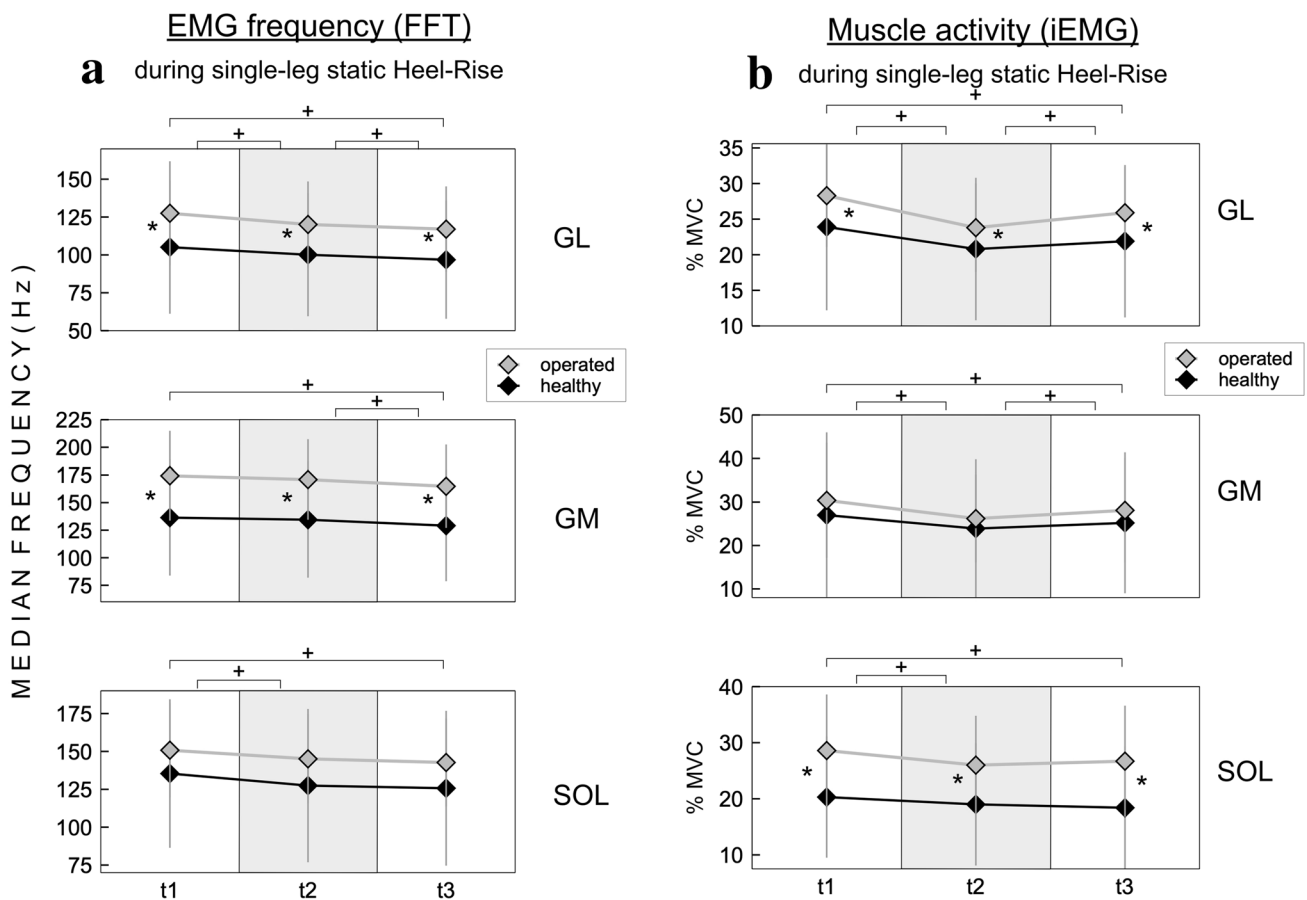 EMG frequency (FFT)
a during single-leg static Heel-Rise
MEDIAN FREQUENCY(Hz)
+
+ +
150
125
100
75
50
* * *
GL
operated
healthy
+
+
225
200
175
150
125
100
75
* * *
GM
+
+
175
150
125
100
75
SOL
t1 t2 t3
Muscle activity (iEMG)
b during single-leg static Heel-Rise
+
+ +
% MVC
35
30
25
20
15
10
* * *
GL
operated
healthy
+
+ +
% MVC
50
40
30
20
10
GM
+
+
% MVC
40
30
20
10
* * *
SOL
t1 t2 t3